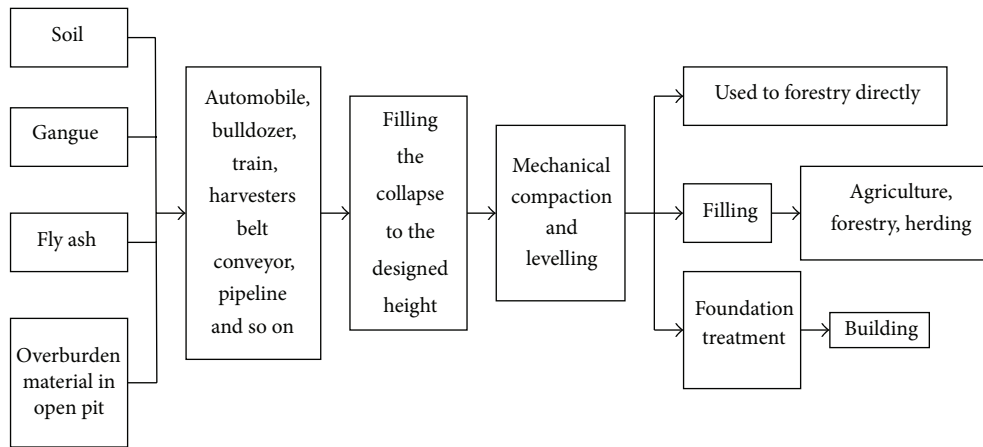 Soil
Gangue
Fly ash
Overburden
material in
open pit
Automobile,
bulldozer,
train,
harvesters
belt
conveyor,
pipeline
and so on
Filling
the
collapse
to the
designed
height
Mechanical
compaction
and
levelling
Used to forestry directly
Filling
Agriculture,
forestry, herding
Foundation
treatment
Building